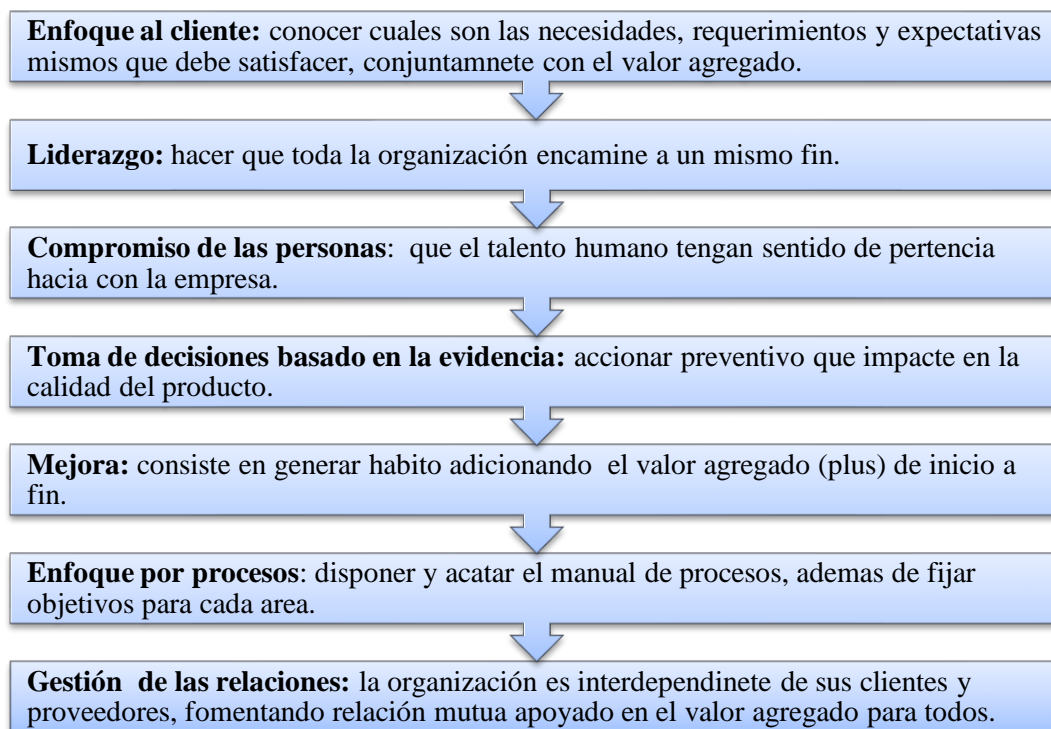 Enfoque al cliente: conocer cuales son las necesidades, requerimientos y expectativas
mismos que debe satisfacer, conjuntamnete con el valor agregado.
Liderazgo: hacer que toda la organización encamine a un mismo fin.
Compromiso de las personas:  que el talento humano tengan sentido de pertencia
hacia con la empresa.
Toma de decisiones basado en la evidencia: accionar preventivo que impacte en la
calidad del producto.
Mejora: consiste en generar habito adicionando  el valor agregado (plus) de inicio a
fin.
Enfoque por procesos: disponer y acatar el manual de procesos, ademas de fijar
objetivos para cada area.
Gestión  de las relaciones: la organización es interdependinete de sus clientes y
proveedores, fomentando relación mutua apoyado en el valor agregado para todos.